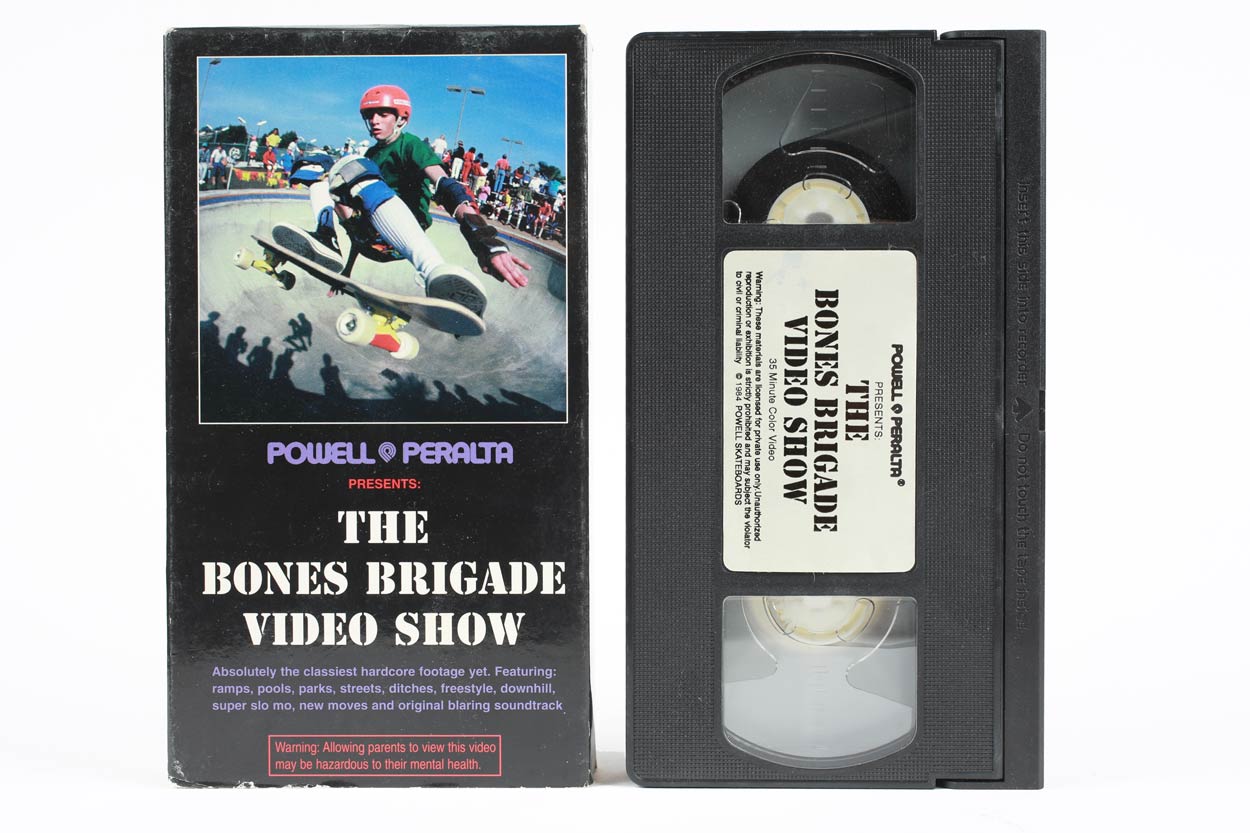 POWELL PERALTA
PRESENTS:
THE
BONES BRIGADE
VIDEO SHOW
Absolutely the classiest hardcore footage yet. Featuring:
ramps, pools, parks, streets, ditches, freestyle, downhill,
super slo mo, new moves and original blaring soundtrack.
Warning: Allowing parents to view this video
may be hazardous to their mental health.
POWELL PERALTA®
PRESENTS:
THE
BONES BRIGADE
VIDEO SHOW
35 Minute Color Video
Warning: These materials are licensed for private use only. Unauthorized
reproduction or exhibition is strictly prohibited and may subject the violator
to civil or criminal liability © 1984 POWELL SKATEBOARDS
Insert this side into recorder Do not touch the tape inside